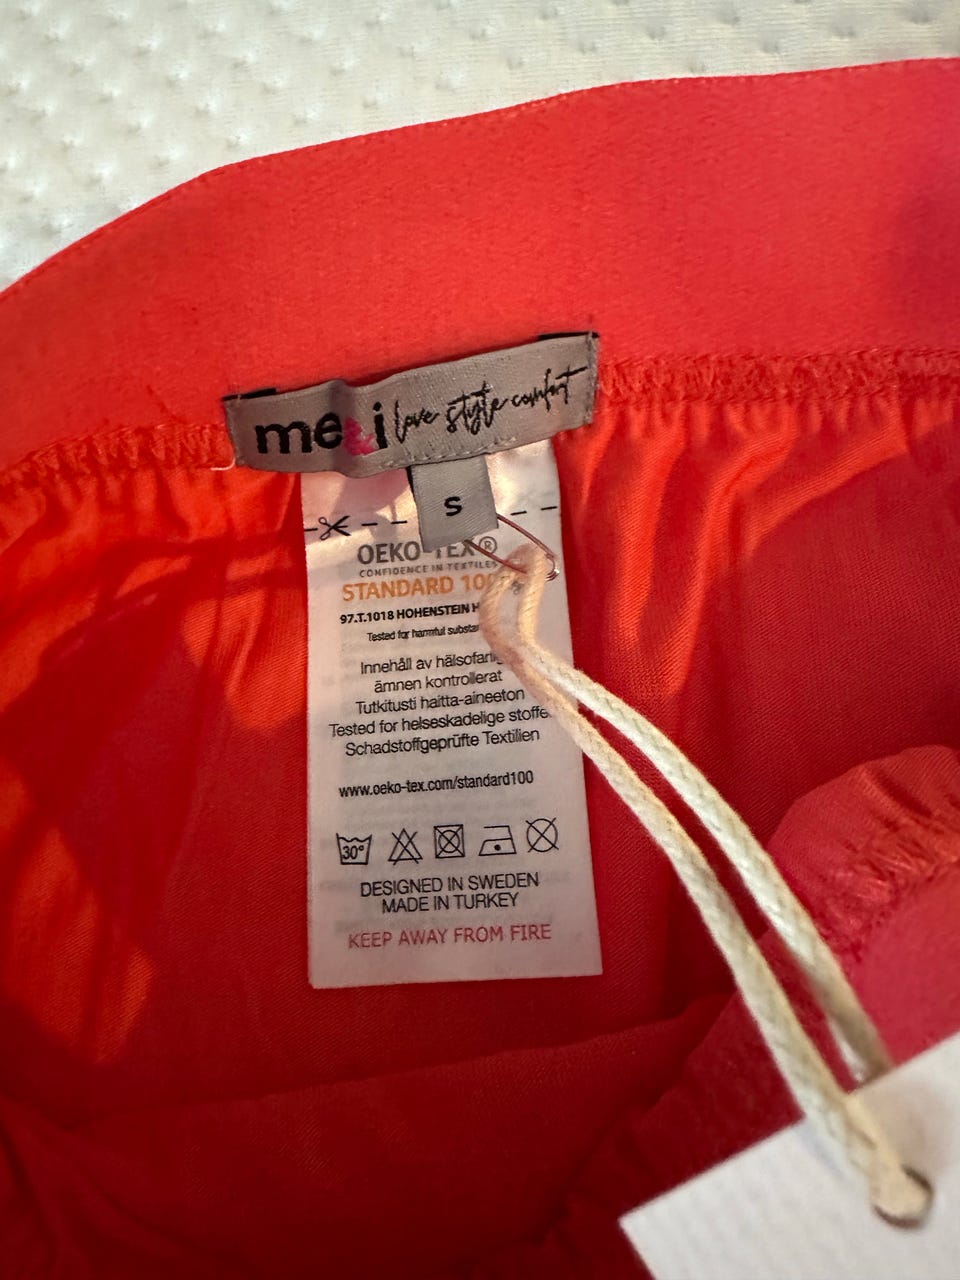 me&i love style comfort
S
OEKO-TEX®
CONFIDENCE IN TEXTILES
STANDARD 100
97.T.1018 HOHENSTEIN
Tested for harmful
Innehåll av
ämnen kontrollerat
Tutkitusti haitta-aineeton
Tested for helseskadelige
Schadstoffgeprüfte Textilien
www.oeko-tex.com/standard100
30°
DESIGNED IN SWEDEN
MADE IN TURKEY
KEEP AWAY FROM FIRE